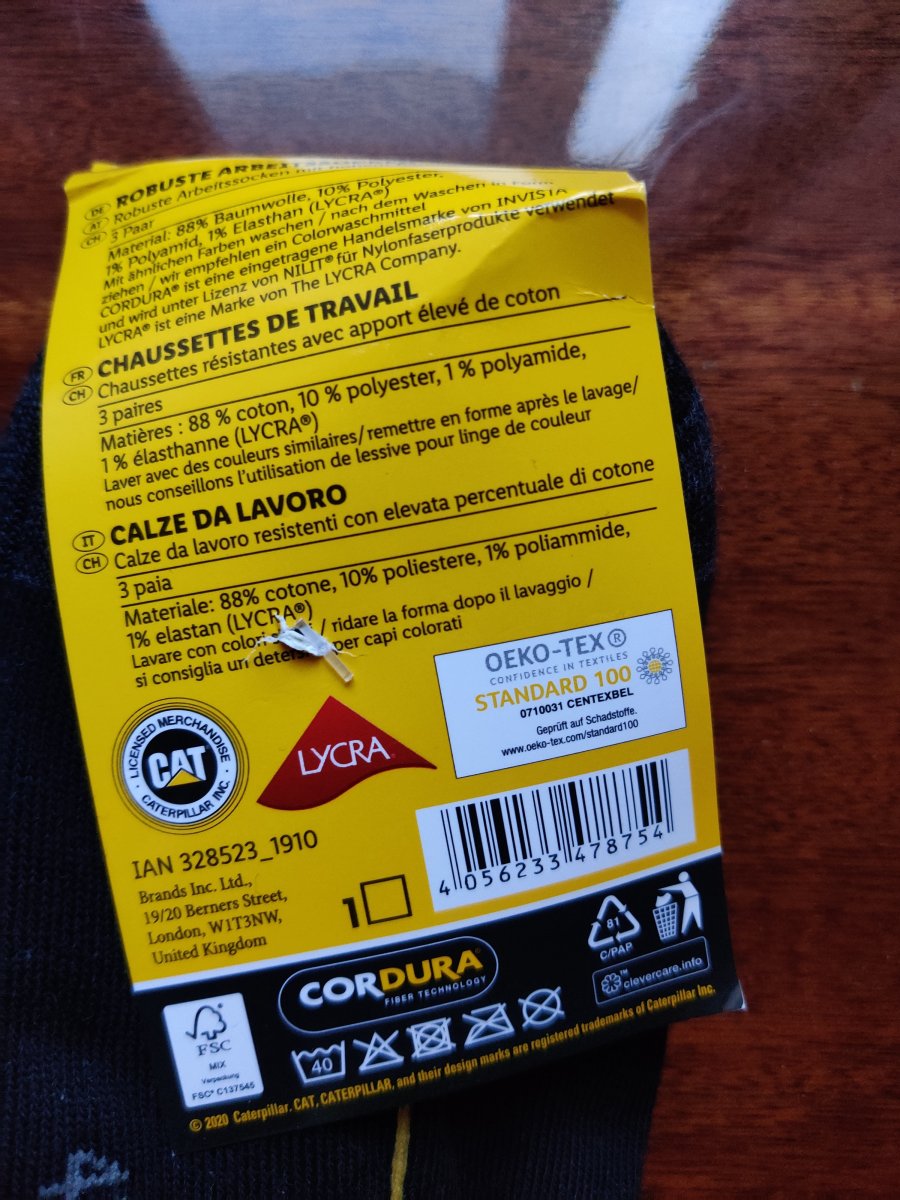 DE AT CH
ROBUSTE
Robuste Arbeitssocken mit
3 Paar
Material: 88% Baumwolle, 10% Polyester,
1% Polyamid, 1% Elasthan (LYCRA®)
Mit ähnlichen Farben waschen / nach dem Waschen in Form
ziehen / wir empfehlen ein Colorwaschmittel
CORDURA® ist eine eingetragene Handelsmarke von INVISTA
und wird unter Lizenz von NILIT® für Nylonfaserprodukte verwendet
LYCRA® ist eine Marke von The LYCRA Company.
FR CHAUSSETTES DE TRAVAIL
CH Chaussettes résistantes avec apport élevé de coton
3 paires
Matières : 88 % coton, 10 % polyester, 1 % polyamide,
1 % élasthanne (LYCRA®)
Laver avec des couleurs similaires/ remettre en forme après le lavage/
nous conseillons l'utilisation de lessive pour linge de couleur
IT CALZE DA LAVORO
CH Calze da lavoro resistenti con elevata percentuale di cotone
3 paia
Materiale: 88% cotone, 10% poliestere, 1% poliammide,
1% elastan (LYCRA®)
Lavare con colori / ridare la forma dopo il lavaggio /
si consiglia un per capi colorati
OEKO-TEX®
CONFIDENCE IN TEXTILES
STANDARD 100
0710031 CENTEXBEL
Geprüft auf Schadstoffe.
www.oeko-tex.com/standard100
LICENSED MERCHANDISE
CAT
CATERPILLAR INC.
LYCRA
IAN 328523_1910
Brands Inc. Ltd.,
19/20 Berners Street,
London, W1T3NW,
United Kingdom
1
4 056233 478754
81
C/PAP
clevercare.info
CORDURA
FIBER TECHNOLOGY
FSC
MIX
Verpackung
FSC® C137545
40
© 2020 Caterpillar. CAT, CATERPILLAR, and their design marks are registered trademarks of Caterpillar Inc.